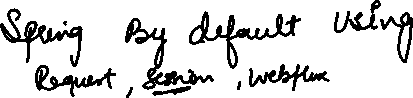 Spring By default using
Request, Session, Webflux